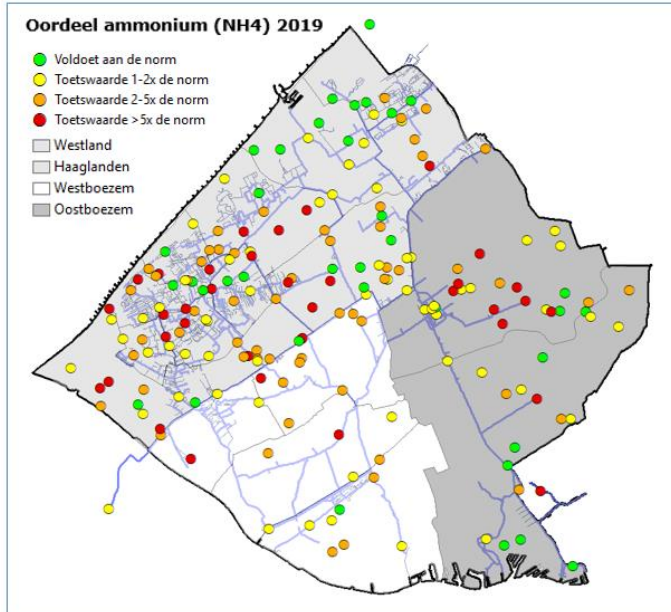 Oordeel ammonium (NH4) 2019
Voldoet aan de norm
Toetswaarde 1-2x de norm
Toetswaarde 2-5x de norm
Toetswaarde >5x de norm
Westland
Haaglanden
Westboezem
Oostboezem